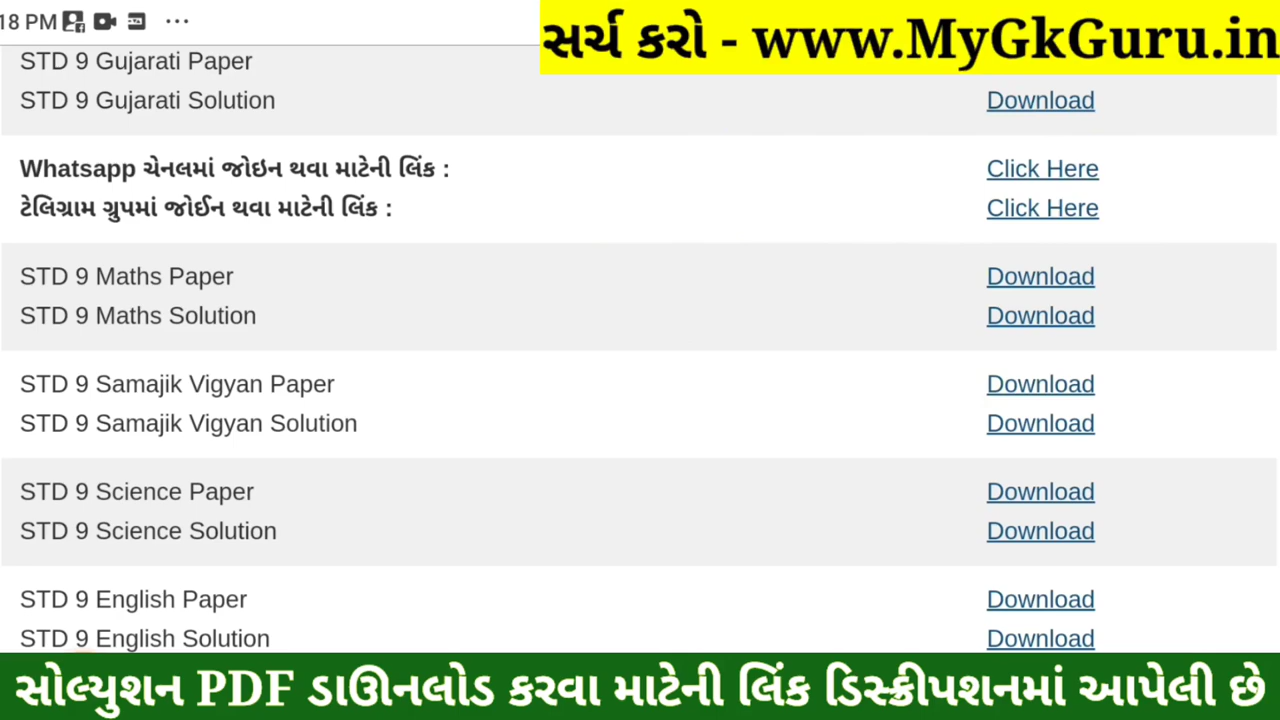 18 PM
સર્ચ કરો - www.MyGkGuru.in
STD 9 Gujarati Paper
STD 9 Gujarati Solution Download
Whatsapp ચેનલમાં જોઇન થવા માટેની લિંક : Click Here
ટેલિગ્રામ ગ્રુપમાં જોઈન થવા માટેની લિંક : Click Here
STD 9 Maths Paper Download
STD 9 Maths Solution Download
STD 9 Samajik Vigyan Paper Download
STD 9 Samajik Vigyan Solution Download
STD 9 Science Paper Download
STD 9 Science Solution Download
STD 9 English Paper Download
STD 9 English Solution Download
સોલ્યુશન PDF ડાઊનલોડ કરવા માટેની લિંક ડિસ્ક્રીપશનમાં આપેલી છે